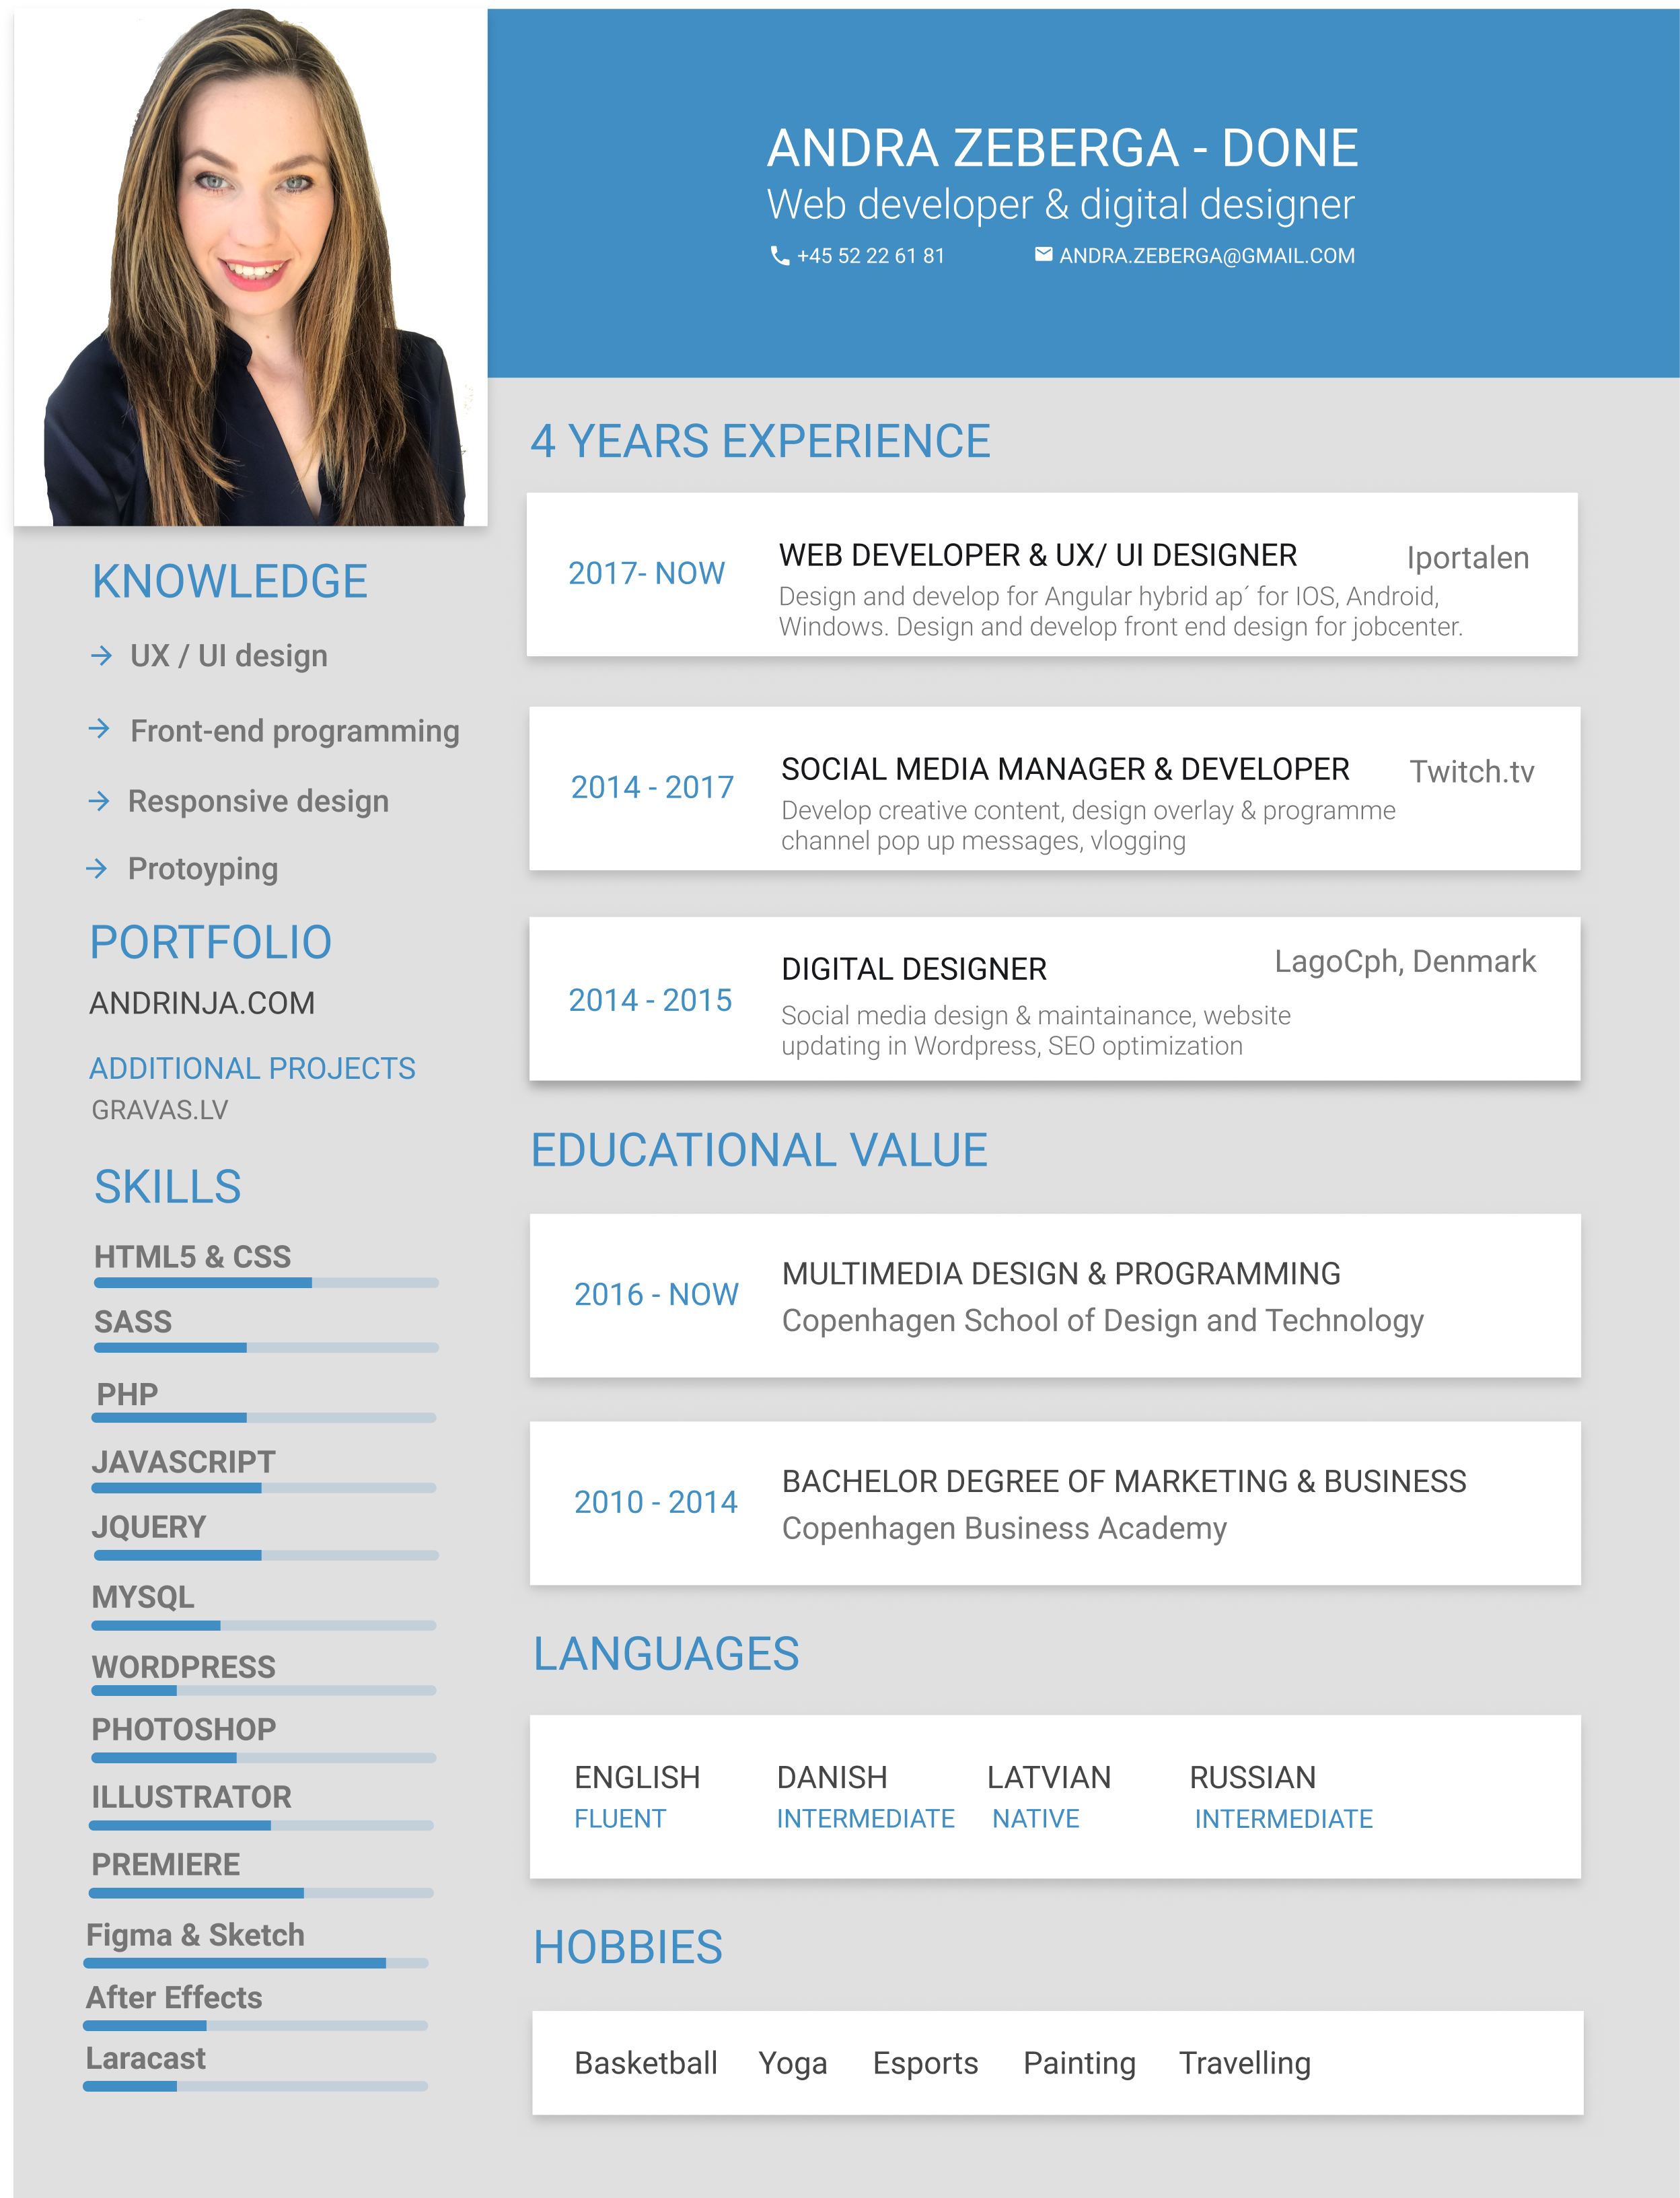 ANDRA ZEBERGA - DONE
Web developer & digital designer
+45 52 22 61 81 ANDRA.ZEBERGA@GMAIL.COM
KNOWLEDGE
UX / UI design
Front-end programming
Responsive design
Protoyping
PORTFOLIO
ANDRINJA.COM
ADDITIONAL PROJECTS
GRAVAS.LV
SKILLS
HTML5 & CSS
SASS
PHP
JAVASCRIPT
JQUERY
MYSQL
WORDPRESS
PHOTOSHOP
ILLUSTRATOR
PREMIERE
Figma & Sketch
After Effects
Laracast
4 YEARS EXPERIENCE
2017- NOW
WEB DEVELOPER & UX/ UI DESIGNER Iportalen
Design and develop for Angular hybrid ap´ for IOS, Android,
Windows. Design and develop front end design for jobcenter.
2014 - 2017
SOCIAL MEDIA MANAGER & DEVELOPER Twitch.tv
Develop creative content, design overlay & programme
channel pop up messages, vlogging
2014 - 2015
DIGITAL DESIGNER LagoCph, Denmark
Social media design & maintainance, website
updating in Wordpress, SEO optimization
EDUCATIONAL VALUE
2016 - NOW
MULTIMEDIA DESIGN & PROGRAMMING
Copenhagen School of Design and Technology
2010 - 2014
BACHELOR DEGREE OF MARKETING & BUSINESS
Copenhagen Business Academy
LANGUAGES
ENGLISH DANISH LATVIAN RUSSIAN
FLUENT INTERMEDIATE NATIVE INTERMEDIATE
HOBBIES
Basketball Yoga Esports Painting Travelling